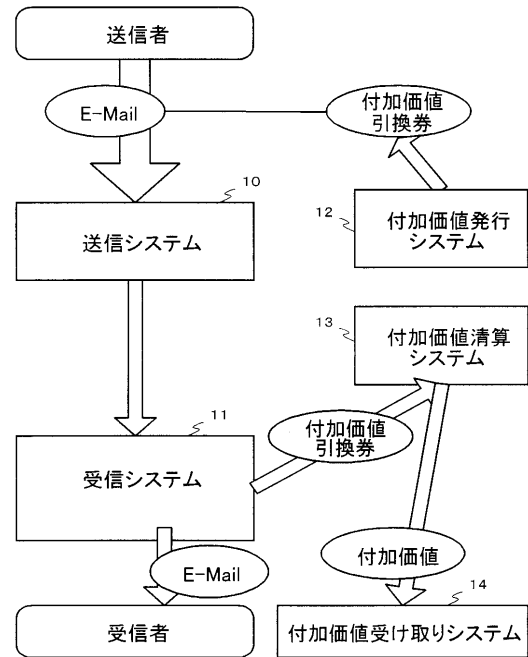 送信者
E-Mail
付加価値
引換券
10
送信システム
12
付加価値発行
システム
13
付加価値清算
システム
11
受信システム
付加価値
引換券
E-Mail
付加価値
14
受信者
付加価値受け取りシステム